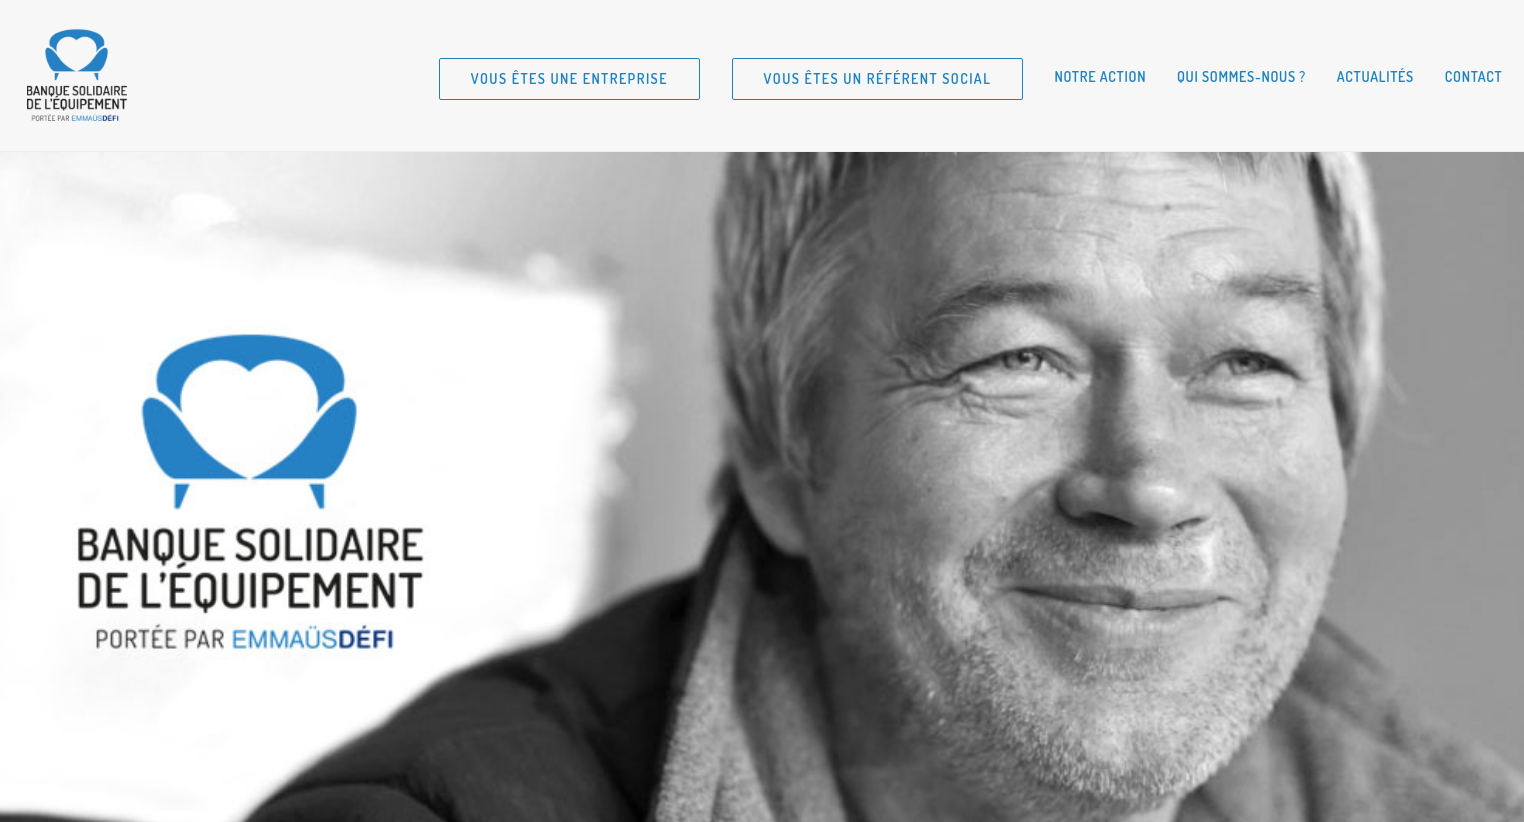 BANQUE SOLIDAIRE
DE L'ÉQUIPEMENT
PORTÉE PAR EMMAÜSDÉFI
VOUS ÊTES UNE ENTREPRISE
VOUS ÊTES UN RÉFÉRENT SOCIAL
NOTRE ACTION
QUI SOMMES-NOUS ?
ACTUALITÉS
CONTACT
BANQUE SOLIDAIRE
DE L'ÉQUIPEMENT
PORTÉE PAR EMMAÜSDÉFI